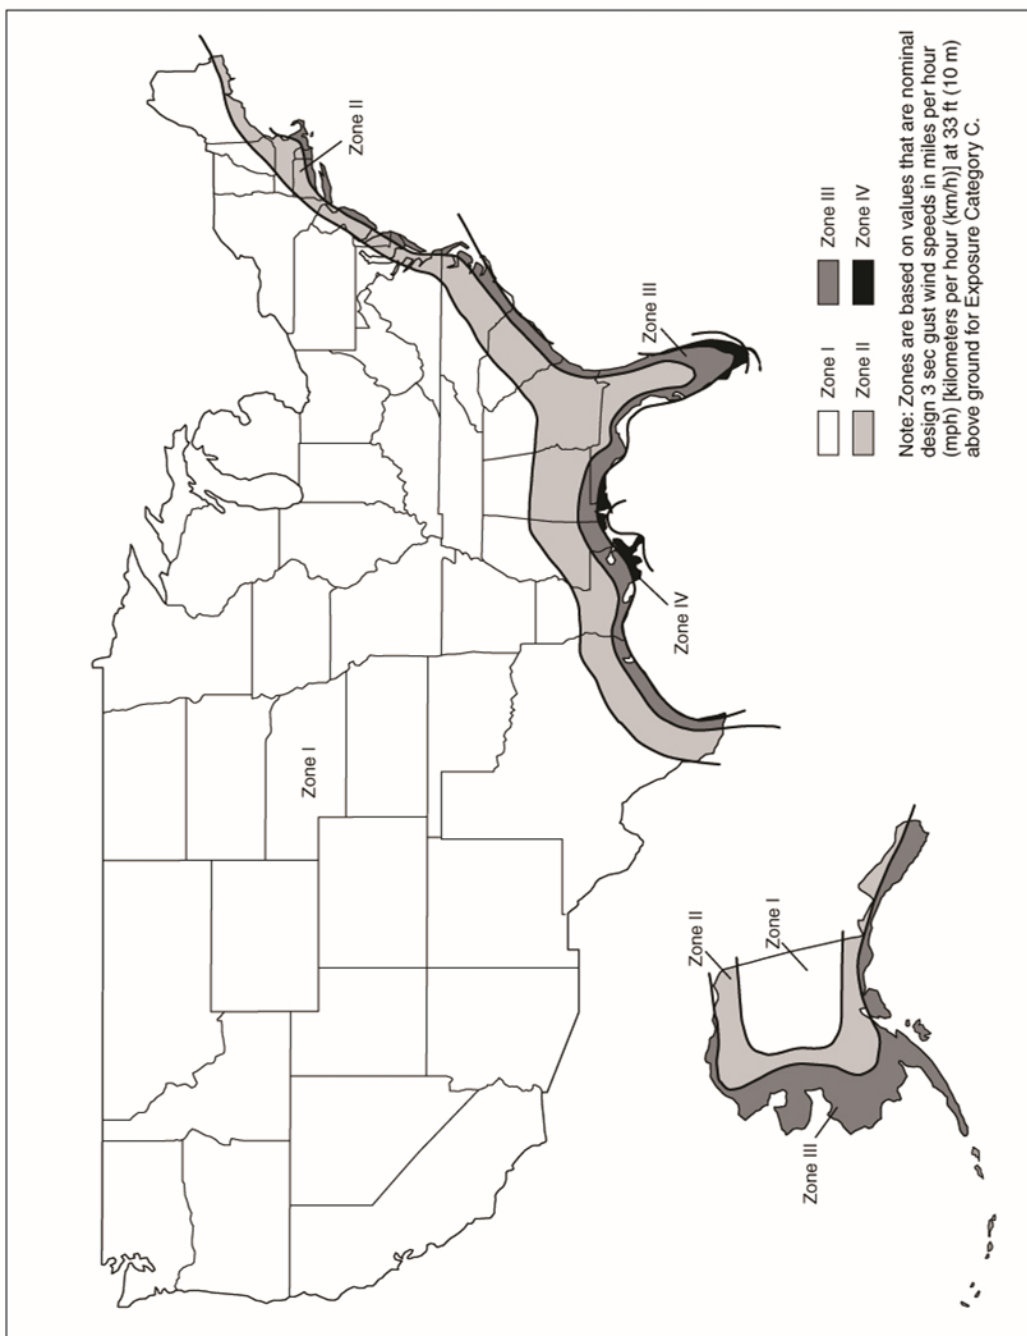 Zone II
Zone III
Zone IV
Zone I
Zone II
Zone I
Zone III
Zone I
Zone III
Zone II
Zone IV
Note: Zones are based on values that are nominal
design 3 sec gust wind speeds in miles per hour
(mph) [kilometers per hour (km/h)] at 33 ft (10 m)
above ground for Exposure Category C.